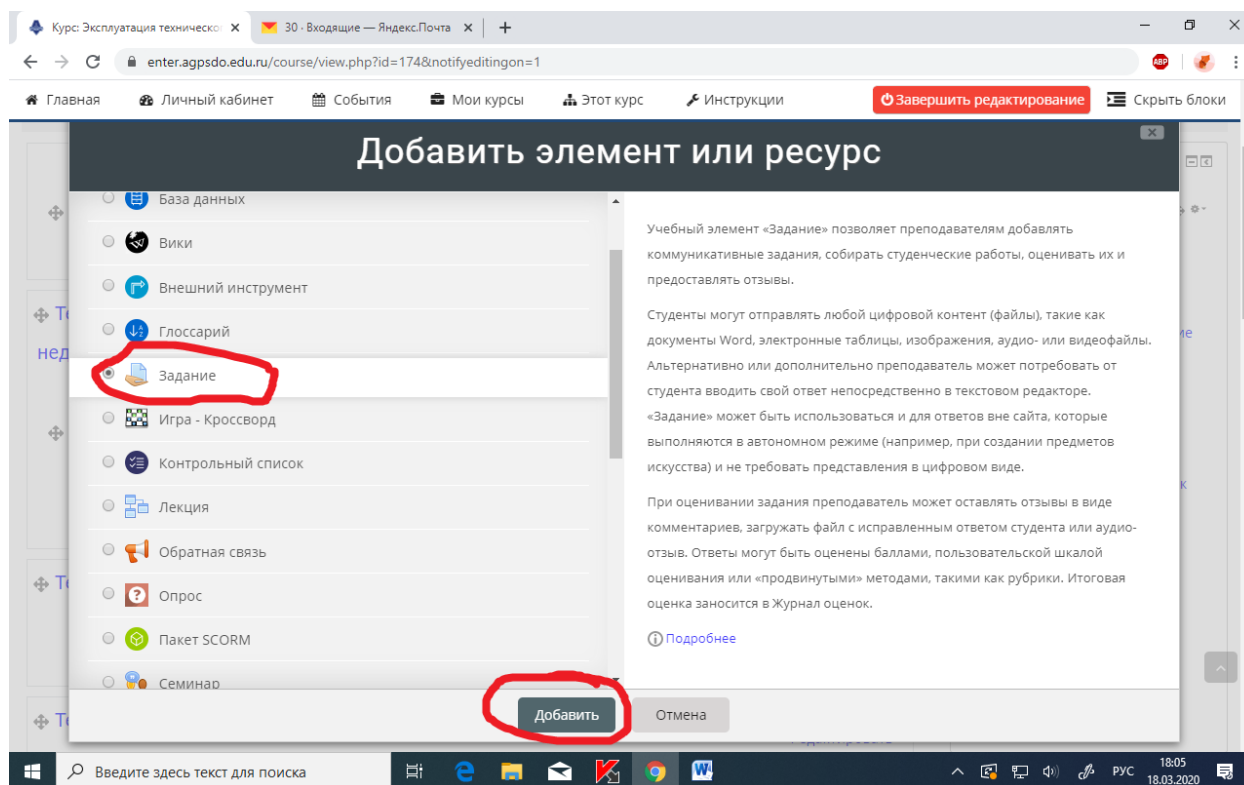 Курс: Эксплуатация техническо
30 · Входящие — Яндекс.Почта
enter.agpsdo.edu.ru/course/view.php?id=174&notifyeditingon=1
ABP
Главная Личный кабинет События Мои курсы Этот курс Инструкции Завершить редактирование Скрыть блоки
Добавить элемент или ресурс
База данных
Вики
Внешний инструмент
Глоссарий
Задание
Игра - Кроссворд
Контрольный список
Лекция
Обратная связь
Опрос
Пакет SCORM
Семинар
Учебный элемент «Задание» позволяет преподавателям добавлять
коммуникативные задания, собирать студенческие работы, оценивать их и
предоставлять отзывы.
Студенты могут отправлять любой цифровой контент (файлы), такие как
документы Word, электронные таблицы, изображения, аудио- или видеофайлы.
Альтернативно или дополнительно преподаватель может потребовать от
студента вводить свой ответ непосредственно в текстовом редакторе.
«Задание» может быть использоваться и для ответов вне сайта, которые
выполняются в автономном режиме (например, при создании предметов
искусства) и не требовать представления в цифровом виде.
При оценивании задания преподаватель может оставлять отзывы в виде
комментариев, загружать файл с исправленным ответом студента или аудио-
отзыв. Ответы могут быть оценены баллами, пользовательской шкалой
оценивания или «продвинутыми» методами, такими как рубрики. Итоговая
оценка заносится в Журнал оценок.
Подробнее
Добавить Отмена
Введите здесь текст для поиска
РУС
18:05
18.03.2020